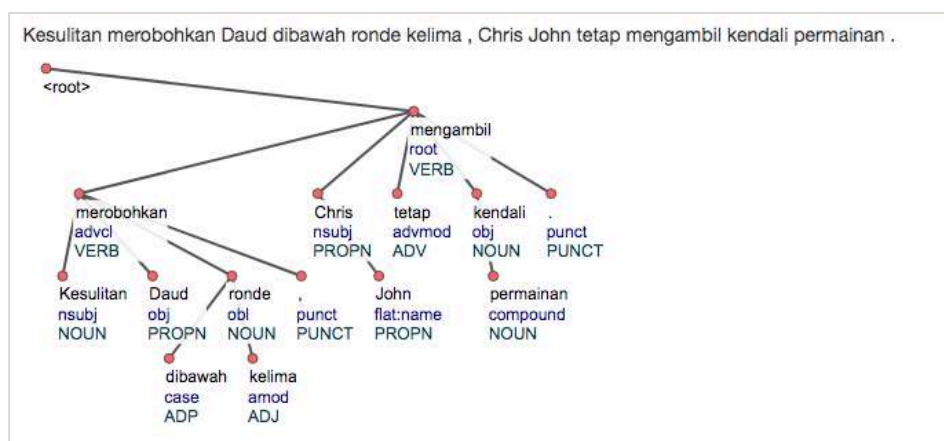 Kesulitan merobohkan Daud dibawah ronde kelima , Chris John tetap mengambil kendali permainan .
<root>
mengambil
root
VERB
merobohkan Chris tetap kendali .
advcl nsubj advmod obj punct
VERB PROPN ADV NOUN PUNCT
Kesulitan Daud ronde , John permainan
nsubj obj obl punct flat:name compound
NOUN PROPN NOUN PUNCT PROPN NOUN
dibawah kelima
case amod
ADP ADJ